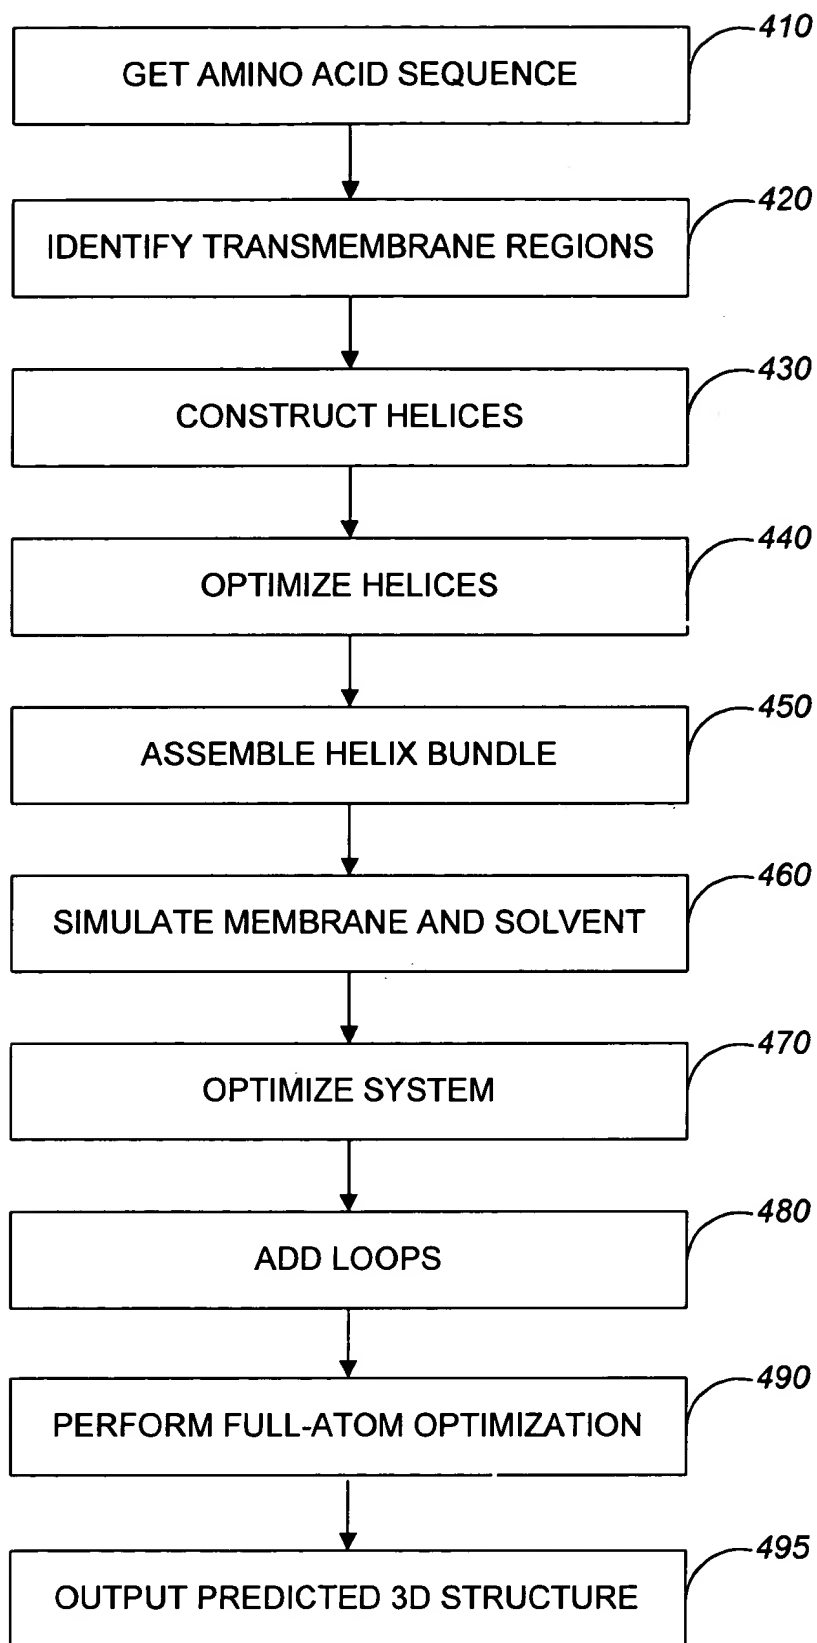 410
GET AMINO ACID SEQUENCE
420
IDENTIFY TRANSMEMBRANE REGIONS
430
CONSTRUCT HELICES
440
OPTIMIZE HELICES
450
ASSEMBLE HELIX BUNDLE
460
SIMULATE MEMBRANE AND SOLVENT
470
OPTIMIZE SYSTEM
480
ADD LOOPS
490
PERFORM FULL-ATOM OPTIMIZATION
495
OUTPUT PREDICTED 3D STRUCTURE